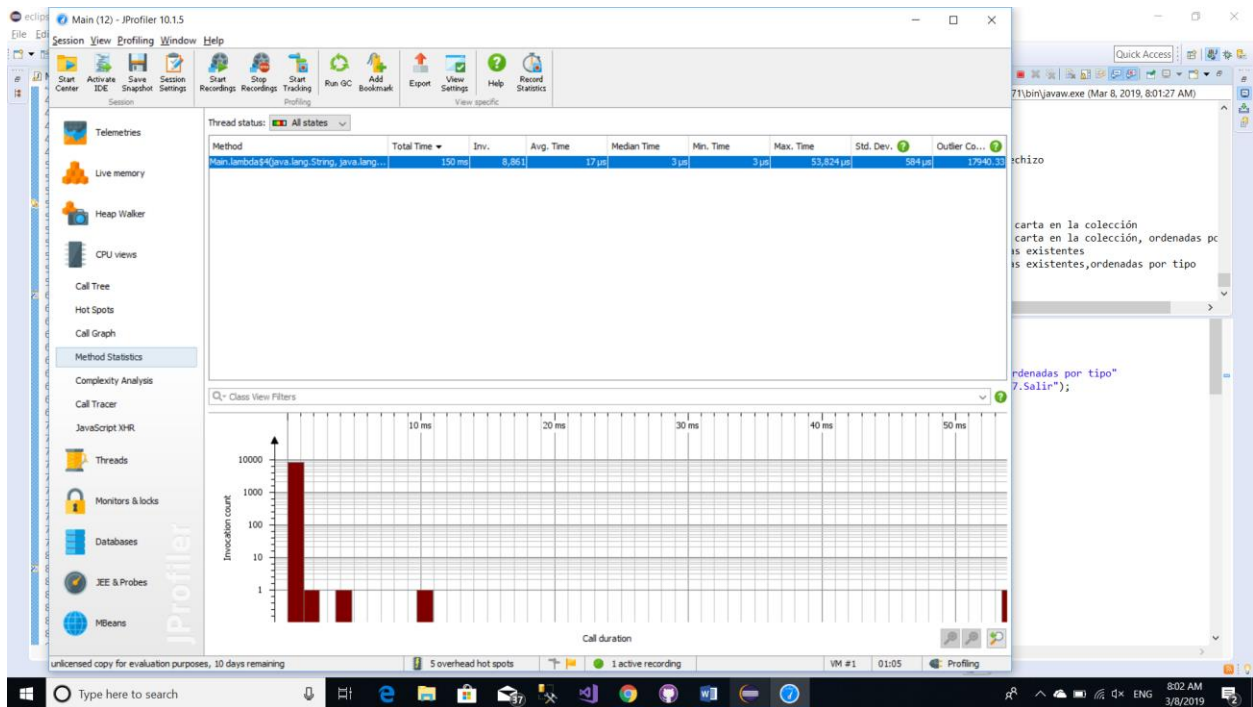 eclips
Main (12) - JProfiler 10.1.5
File Edi
Session View Profiling Window Help
Quick Access
Start Center
Activate IDE
Save Snapshot
Session Settings
Start Recordings
Stop Recordings
Start Tracking
Run GC
Add Bookmark
Export
View Settings
Help
Record Statistics
Session
Profiling
View specific
71\bin\javaw.exe (Mar 8, 2019, 8:01:27 AM)
Telemetries
Live memory
Heap Walker
CPU views
Call Tree
Hot Spots
Call Graph
Method Statistics
Complexity Analysis
Call Tracer
JavaScript XHR
Threads
Monitors & locks
Databases
JEE & Probes
MBeans
JProfiler
Thread status: All states
Method Total Time Inv. Avg. Time Median Time Min. Time Max. Time Std. Dev. Outlier Co...
Main.lambda$4(java.lang.String, java.lang... 150 ms 8,861 17 µs 3 µs 3 µs 53,824 µs 584 µs 17940.33
Class View Filters
10 ms 20 ms 30 ms 40 ms 50 ms
10000
1000
100
10
1
Invocation count
Call duration
echizo
carta en la colección
carta en la colección, ordenadas po
as existentes
as existentes,ordenadas por tipo
rdenadas por tipo"
7.Salir");
unlicensed copy for evaluation purposes, 10 days remaining
5 overhead hot spots
1 active recording
VM #1
01:05
Profiling
Type here to search
37
ENG
8:02 AM
3/8/2019
2